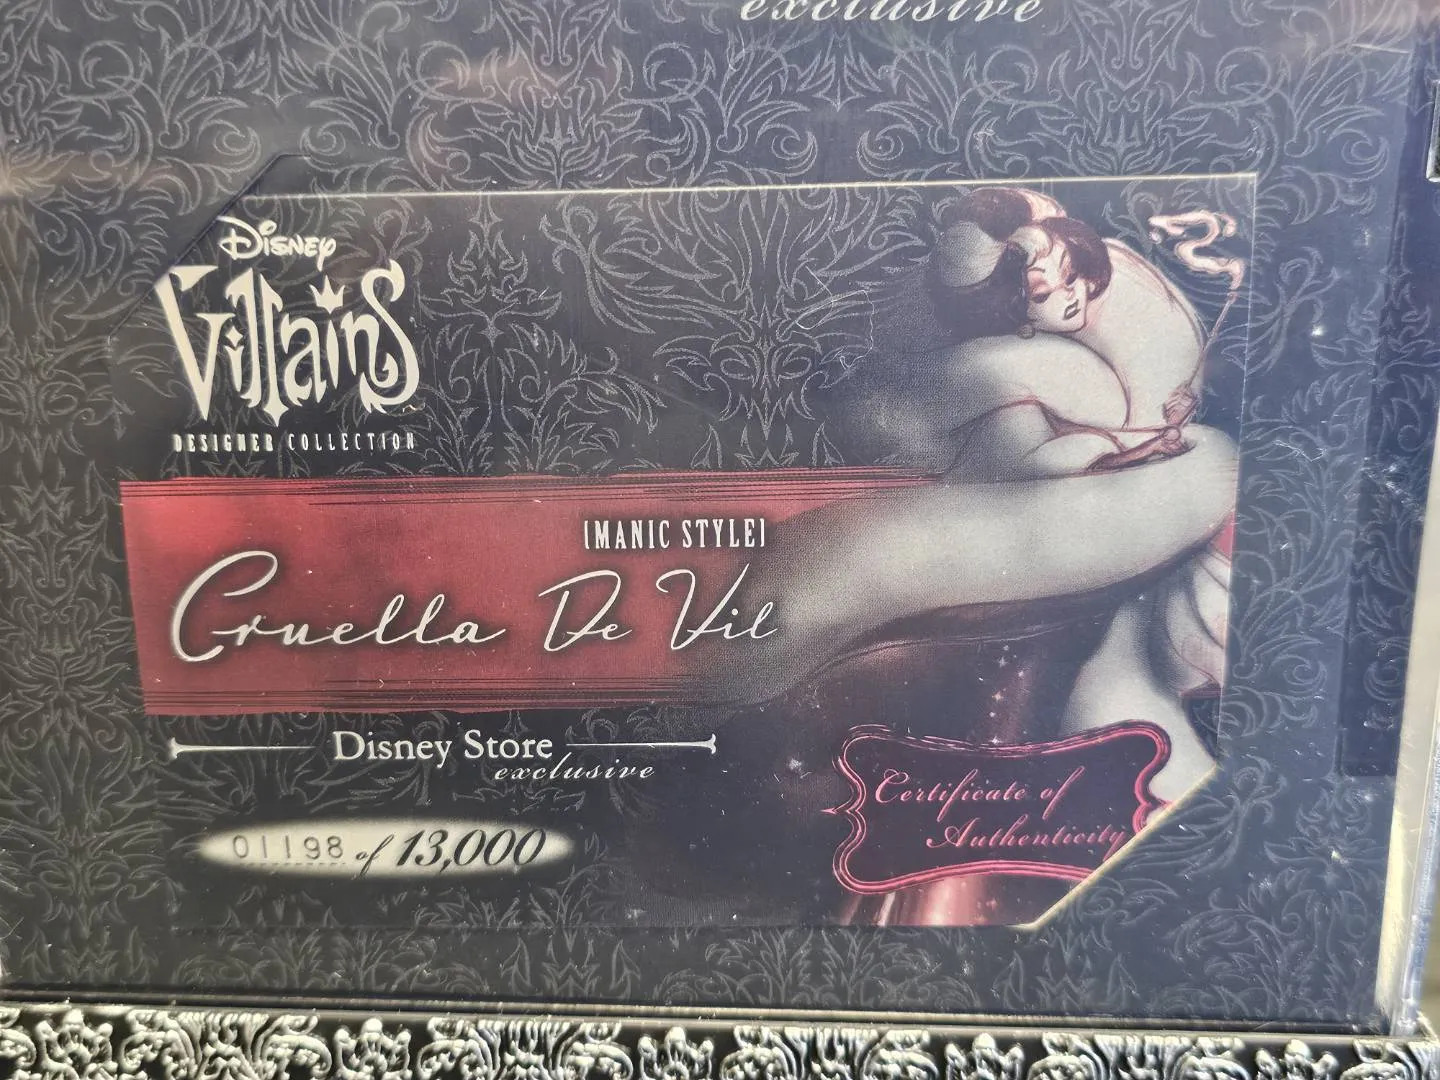 exclusive
Disney
Villains
DESIGNER COLLECTION
[MANIC STYLE]
Cruella De Vil
Disney Store
exclusive
01198 of 13,000
Certificate of
Authenticity